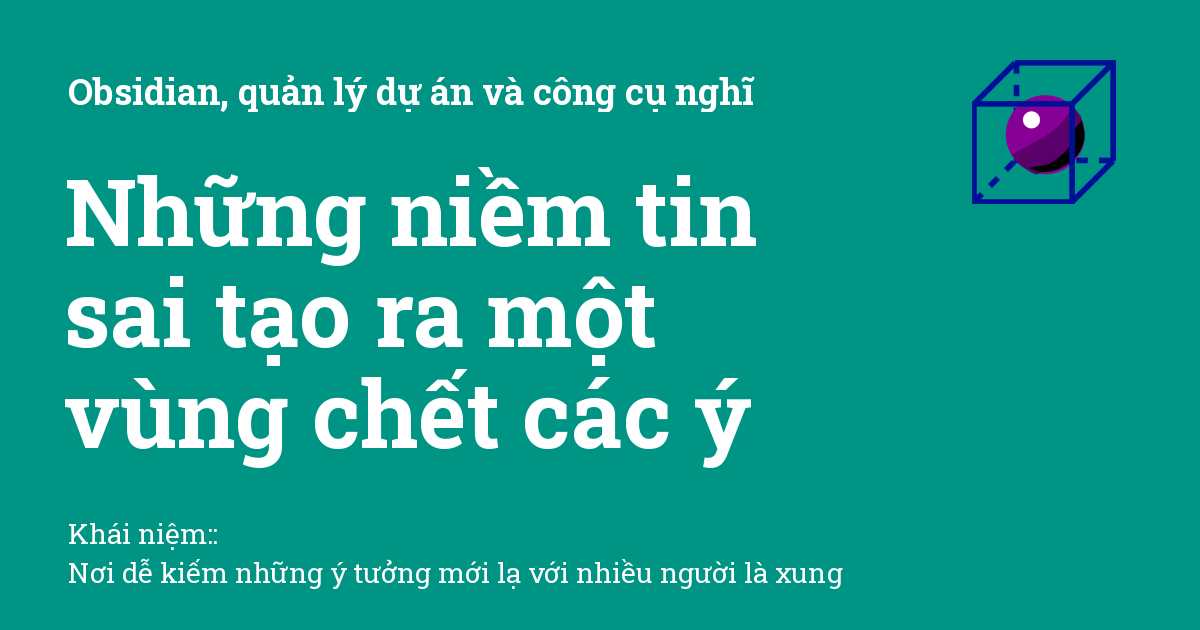 Obsidian, quản lý dự án và công cụ nghĩ
Những niềm tin
sai tạo ra một
vùng chết các ý
Khái niệm::
Nơi dễ kiếm những ý tưởng mới lạ với nhiều người là xung